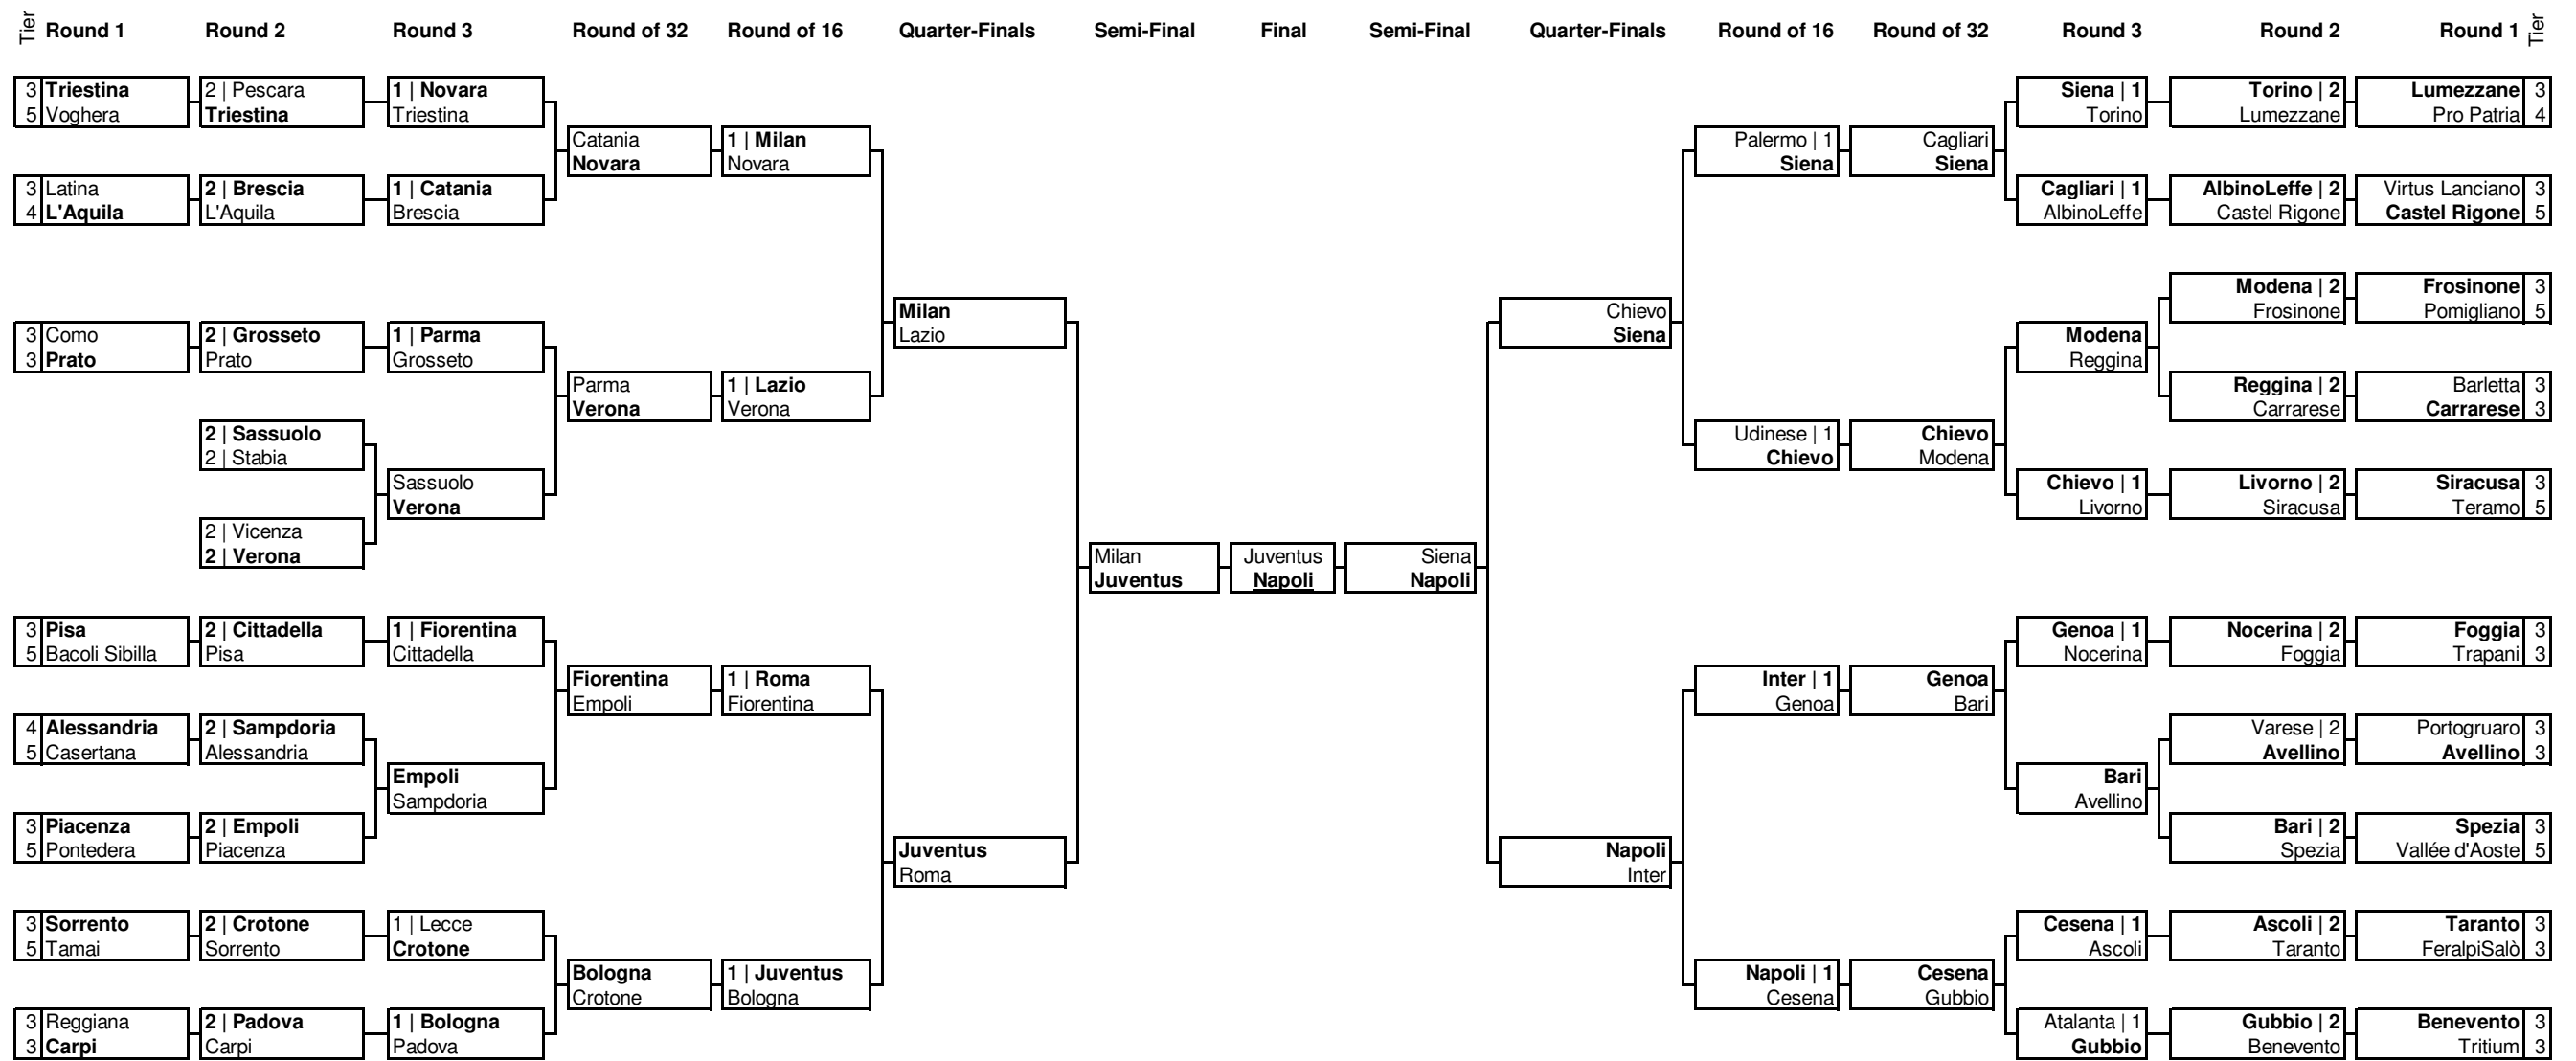 Tier Round 1 Round 2 Round 3 Round of 32 Round of 16 Quarter-Finals Semi-Final Final Semi-Final Quarter-Finals Round of 16 Round of 32 Round 3 Round 2 Round 1 Tier
3 Triestina 2 | Pescara 1 | Novara Siena | 1 Torino | 2 Lumezzane 3
5 Voghera Triestina Triestina Torino Lumezzane Pro Patria 4
Catania 1 | Milan Palermo | 1 Cagliari
Novara Novara Siena Siena
3 Latina 2 | Brescia 1 | Catania Cagliari | 1 AlbinoLeffe | 2 Virtus Lanciano 3
4 L'Aquila L'Aquila Brescia AlbinoLeffe Castel Rigone Castel Rigone 5
Modena | 2 Frosinone 3
Milan Chievo Frosinone Pomigliano 5
3 Como 2 | Grosseto 1 | Parma Lazio Siena Modena
3 Prato Prato Grosseto Reggina
Parma 1 | Lazio Reggina | 2 Barletta 3
Verona Verona Carrarese Carrarese 3
2 | Sassuolo Udinese | 1 Chievo
2 | Stabia Chievo Modena
Sassuolo Chievo | 1 Livorno | 2 Siracusa 3
Verona Livorno Siracusa Teramo 5
2 | Vicenza
2 | Verona Milan Juventus Siena
Juventus Napoli Napoli
3 Pisa 2 | Cittadella 1 | Fiorentina Genoa | 1 Nocerina | 2 Foggia 3
5 Bacoli Sibilla Pisa Cittadella Nocerina Foggia Trapani 3
Fiorentina 1 | Roma Inter | 1 Genoa
Empoli Fiorentina Genoa Bari
4 Alessandria 2 | Sampdoria Varese | 2 Portogruaro 3
5 Casertana Alessandria Avellino Avellino 3
Empoli Bari
Sampdoria Avellino
3 Piacenza 2 | Empoli Bari | 2 Spezia 3
5 Pontedera Piacenza Juventus Napoli Spezia Vallée d'Aoste 5
Roma Inter
3 Sorrento 2 | Crotone 1 | Lecce Cesena | 1 Ascoli | 2 Taranto 3
5 Tamai Sorrento Crotone Ascoli Taranto FeralpiSalò 3
Bologna 1 | Juventus Napoli | 1 Cesena
Crotone Bologna Cesena Gubbio
3 Reggiana 2 | Padova 1 | Bologna Atalanta | 1 Gubbio | 2 Benevento 3
3 Carpi Carpi Padova Gubbio Benevento Tritium 3